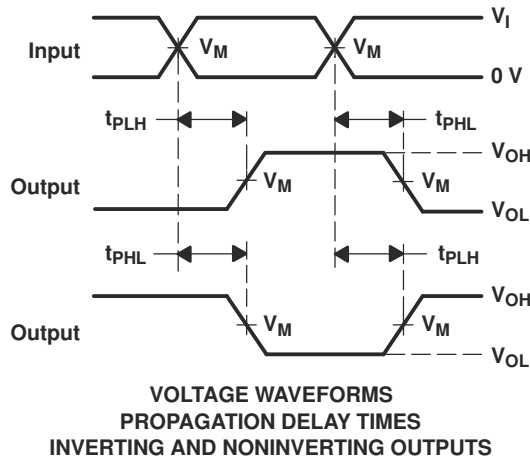 V_I
Input V_M V_M
0 V
t_PLH t_PHL
V_OH
Output V_M V_M
V_OL
t_PHL t_PLH
V_OH
Output V_M V_M
V_OL
VOLTAGE WAVEFORMS
PROPAGATION DELAY TIMES
INVERTING AND NONINVERTING OUTPUTS